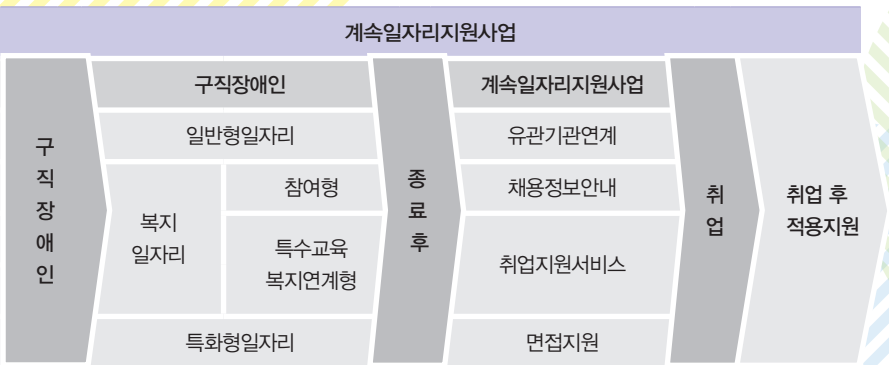 계속일자리지원사업
구직장애인
구직장애인
일반형일자리
복지
일자리
참여형
특수교육
복지연계형
특화형일자리
종료후
계속일자리지원사업
유관기관연계
채용정보안내
취업지원서비스
면접지원
취업
취업 후
적용지원